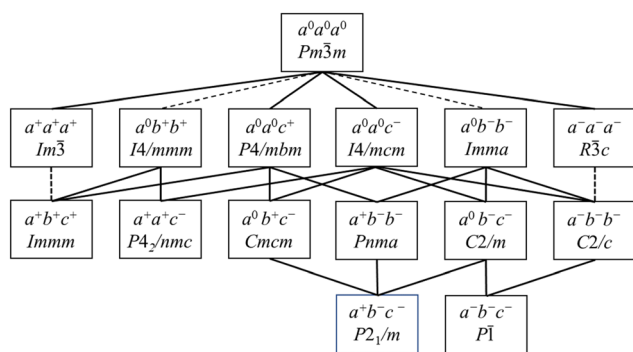 a⁰a⁰a⁰
Pm3̄m
a⁺a⁺a⁺
Im3̄
a⁰b⁺b⁺
I4/mmm
a⁰a⁰c⁺
P4/mbm
a⁰a⁰c⁻
I4/mcm
a⁰b⁻b⁻
Imma
a⁻a⁻a⁻
R3̄c
a⁺b⁺c⁺
Immm
a⁺a⁺c⁻
P4₂/nmc
a⁰b⁺c⁻
Cmcm
a⁺b⁻b⁻
Pnma
a⁰b⁻c⁻
C2/m
a⁻b⁻b⁻
C2/c
a⁺b⁻c⁻
P2₁/m
a⁻b⁻c⁻
P1̄